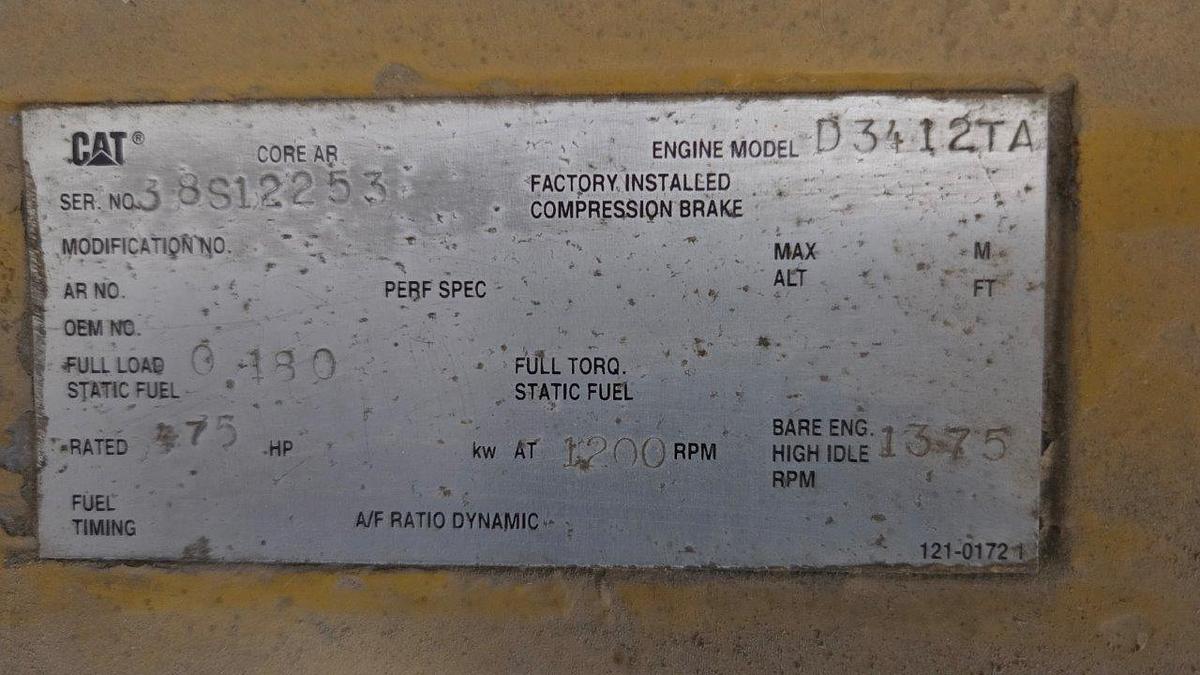 CAT®
CORE AR
ENGINE MODEL D3412TA
SER. NO. 38S12253
FACTORY INSTALLED
COMPRESSION BRAKE
MODIFICATION NO.
MAX ALT
M
FT
AR NO.
PERF SPEC
OEM NO.
FULL LOAD STATIC FUEL 0.180
FULL TORQ. STATIC FUEL
RATED 475 HP
kw AT 1200 RPM
BARE ENG. HIGH IDLE RPM 1375
FUEL TIMING
A/F RATIO DYNAMIC
121-0172 1